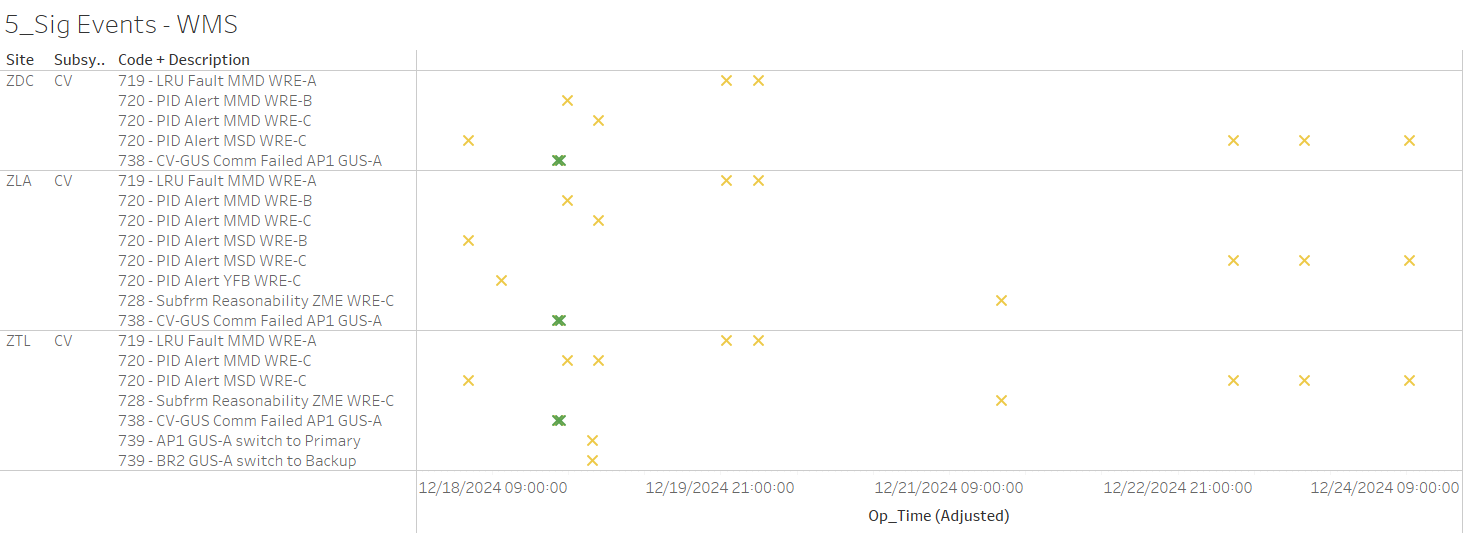 5_Sig Events - WMS
Site Subsy.. Code + Description
ZDC CV 719 - LRU Fault MMD WRE-A
720 - PID Alert MMD WRE-B
720 - PID Alert MMD WRE-C
720 - PID Alert MSD WRE-C
738 - CV-GUS Comm Failed AP1 GUS-A
ZLA CV 719 - LRU Fault MMD WRE-A
720 - PID Alert MMD WRE-B
720 - PID Alert MMD WRE-C
720 - PID Alert MSD WRE-B
720 - PID Alert MSD WRE-C
720 - PID Alert YFB WRE-C
728 - Subfrm Reasonability ZME WRE-C
738 - CV-GUS Comm Failed AP1 GUS-A
ZTL CV 719 - LRU Fault MMD WRE-A
720 - PID Alert MMD WRE-C
720 - PID Alert MSD WRE-C
728 - Subfrm Reasonability ZME WRE-C
738 - CV-GUS Comm Failed AP1 GUS-A
739 - AP1 GUS-A switch to Primary
739 - BR2 GUS-A switch to Backup
12/18/2024 09:00:00 12/19/2024 21:00:00 12/21/2024 09:00:00 12/22/2024 21:00:00 12/24/2024 09:00:00
Op_Time (Adjusted)